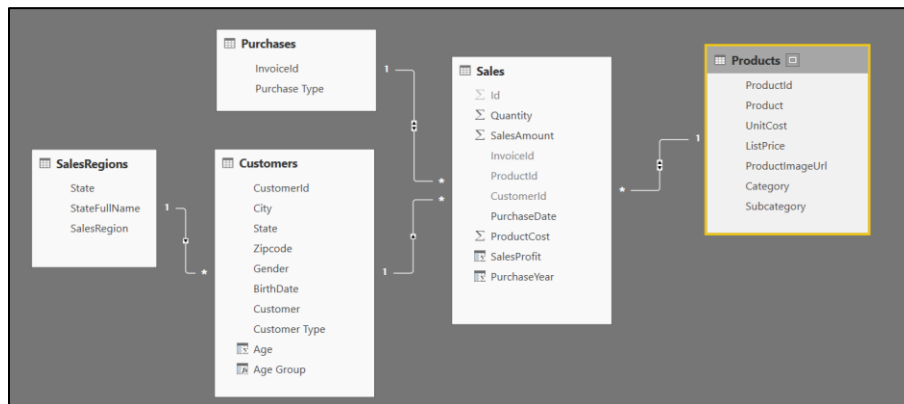 Purchases
InvoiceId
Purchase Type
1
Sales
Σ Id
Σ Quantity
Σ SalesAmount
InvoiceId
ProductId
CustomerId
PurchaseDate
Σ ProductCost
SalesProfit
PurchaseYear
*
*
*
Products
ProductId
Product
UnitCost
ListPrice
ProductImageUrl
Category
Subcategory
1
SalesRegions
State
StateFullName
SalesRegion
1
*
Customers
CustomerId
City
State
Zipcode
Gender
BirthDate
Customer
Customer Type
Age
Age Group
1